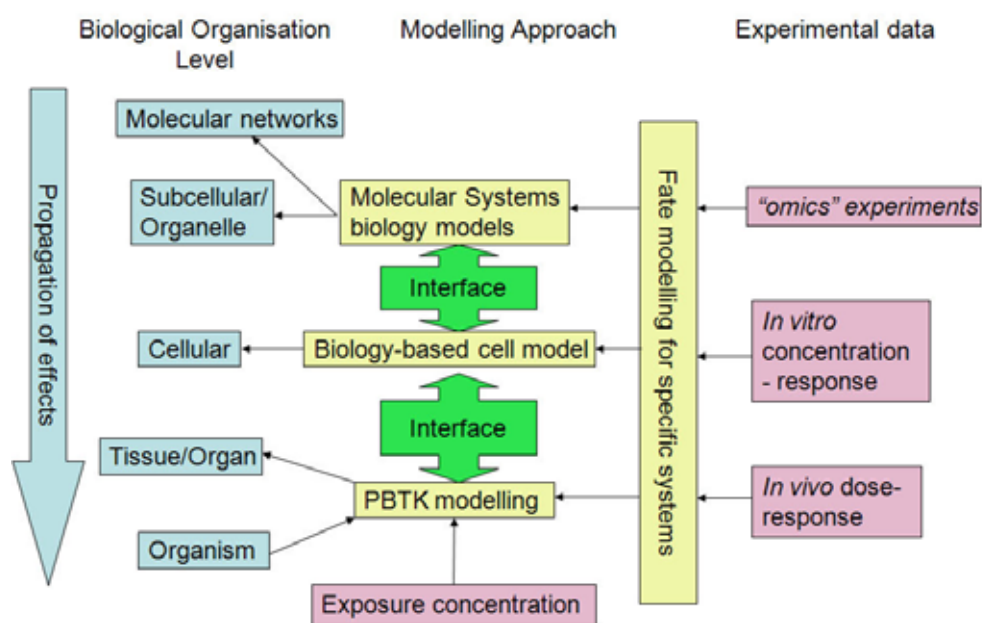 Biological Organisation
Level
Modelling Approach
Experimental data
Propagation of effects
Molecular networks
Subcellular/
Organelle
Cellular
Tissue/Organ
Organism
Molecular Systems
biology models
Interface
Biology-based cell model
Interface
PBTK modelling
Exposure concentration
Fate modelling for specific systems
"omics" experiments
In vitro
concentration
- response
In vivo dose-
response